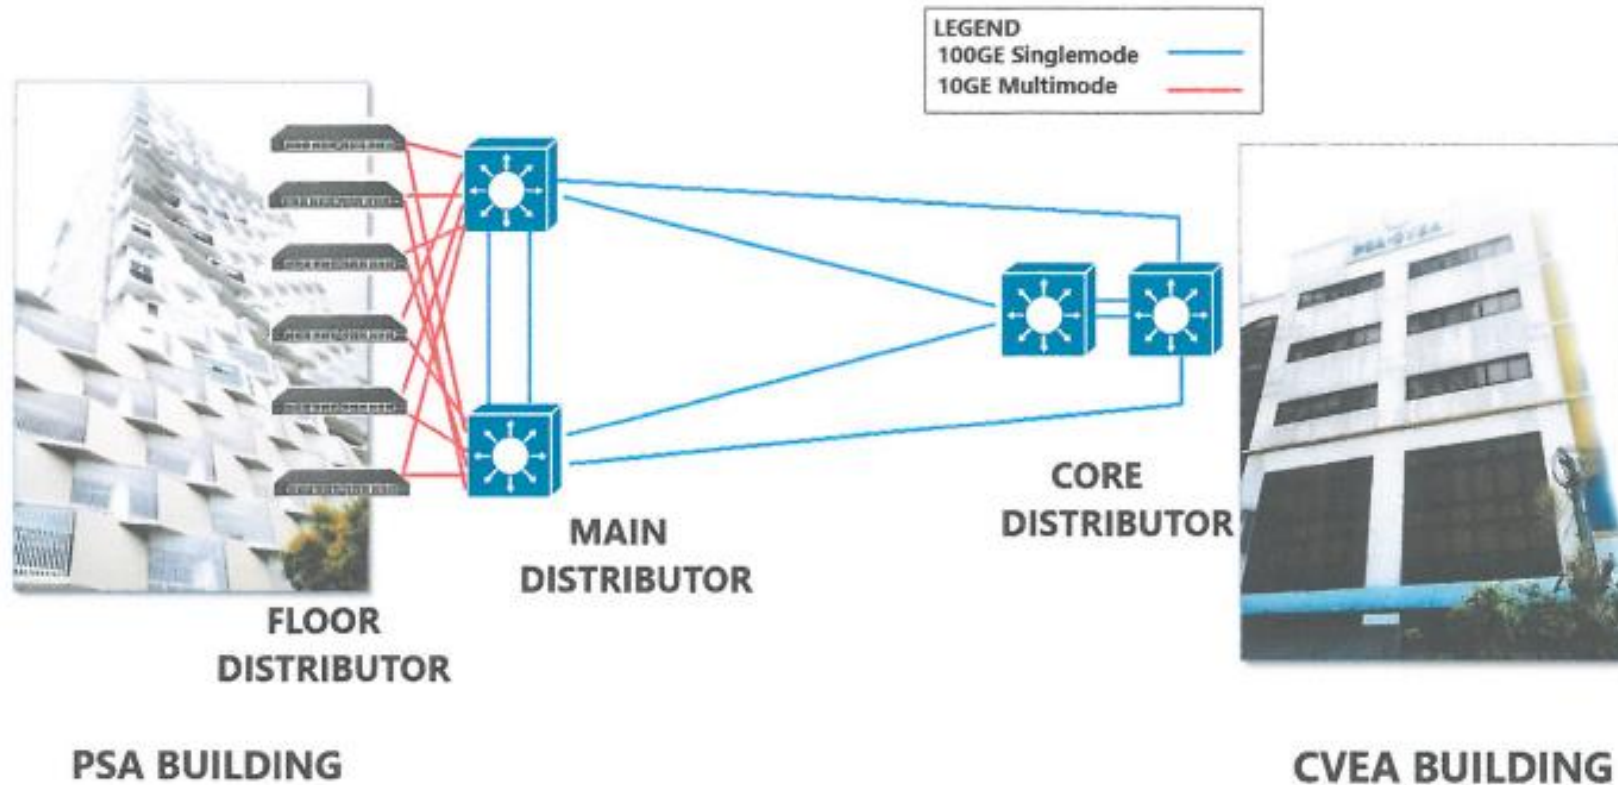 LEGEND
100GE Singlemode
10GE Multimode
CORE
DISTRIBUTOR
MAIN
DISTRIBUTOR
FLOOR
DISTRIBUTOR
PSA BUILDING
CVEA BUILDING